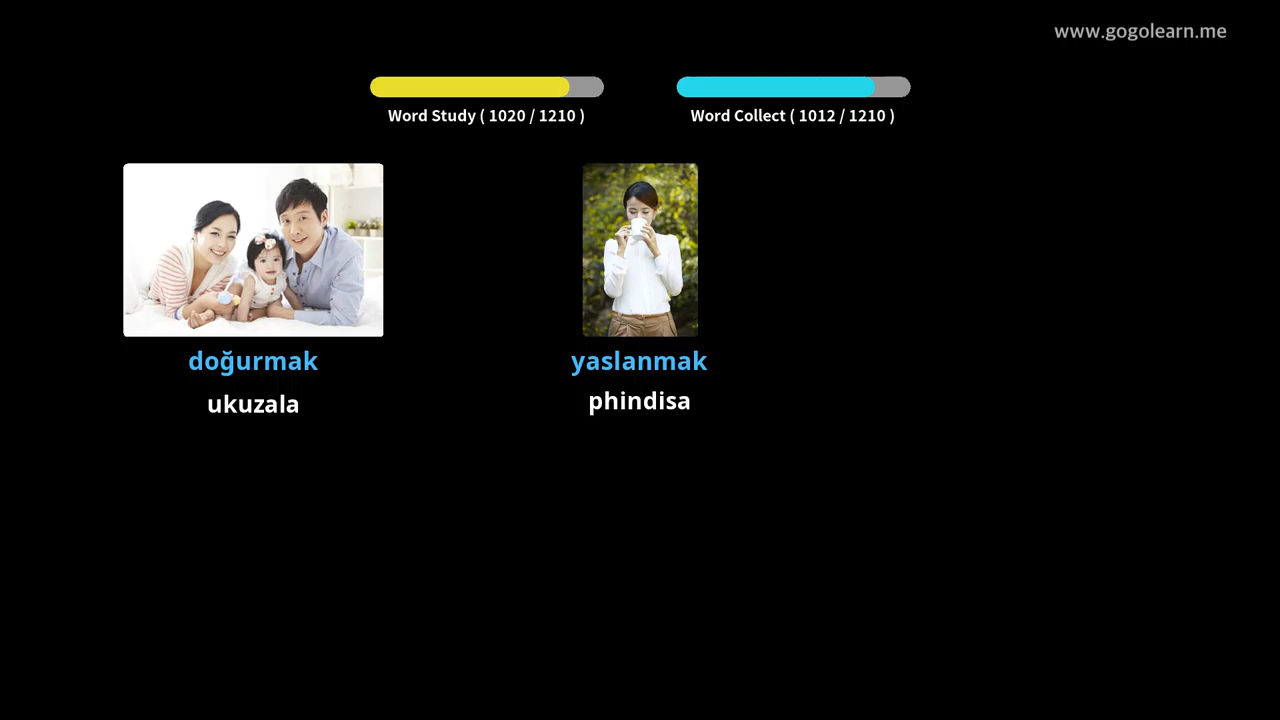 www.gogolearn.me
Word Study ( 1020 / 1210 )
Word Collect ( 1012 / 1210 )
doğurmak
yaslanmak
ukuzala
phindisa